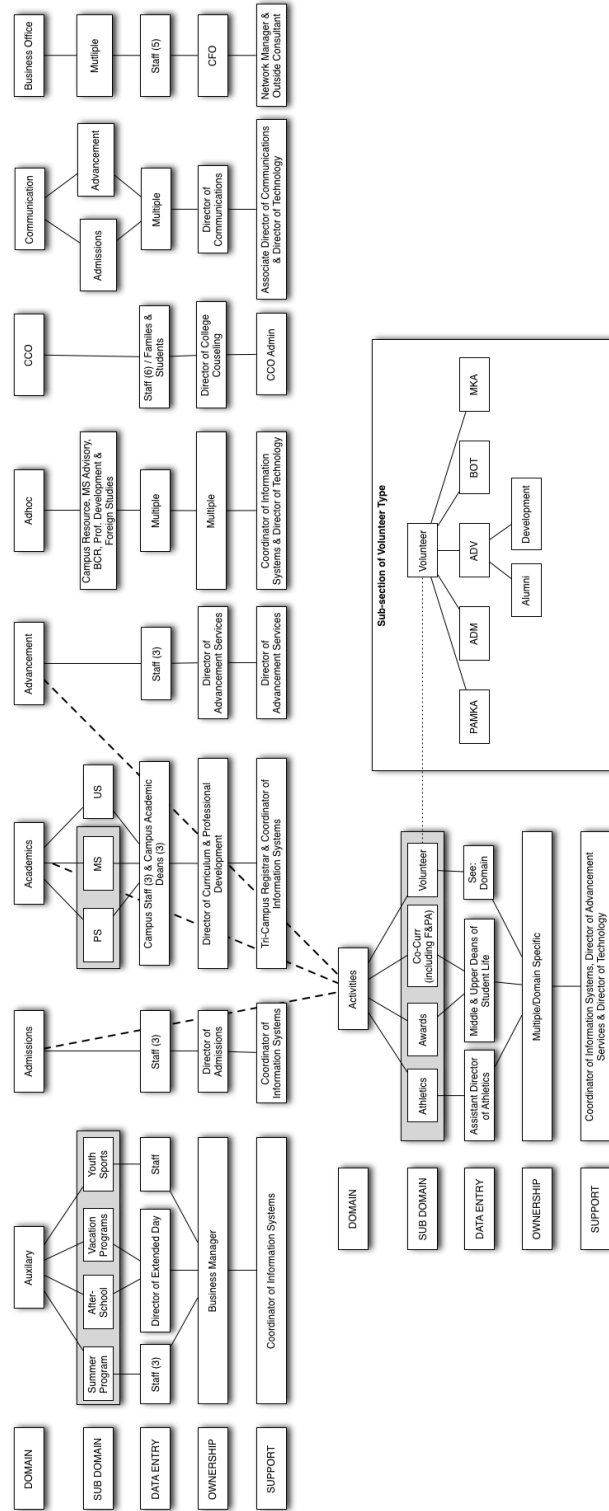 DOMAIN
Auxilary
Admissions
Academics
Advancement
Adhoc
CCO
Communication
Business Office
SUB DOMAIN
Summer
Program
After-
School
Vacation
Programs
Youth
Sports
PS
MS
US
Campus Resource, MS Advisory,
BCR, Prof. Development &
Foreign Studies
Admissions
Advancement
Mutliple
DATA ENTRY
Staff (3)
Director of Extended Day
Staff
Staff (3)
Campus Staff (3) & Campus Academic
Deans (3)
Staff (3)
Multiple
Staff (6) / Familes &
Students
Multiple
Staff (5)
OWNERSHIP
Business Manager
Director of
Admissions
Director of Curriculum & Professional
Development
Director of
Advancement Services
Multiple
Director of College
Couseling
Director of
Communications
CFO
SUPPORT
Coordinator of Information Systems
Coordinator of
Information Systems
Tri-Campus Registrar & Coordinator of
Information Systems
Director of
Advancement Services
Coordinator of Information
Systems & Director of Technology
CCO Admin
Associate Director of Communications
& Director of Technology
Network Manager &
Outside Consultant
DOMAIN
Activities
SUB DOMAIN
Athletics
Awards
Co-Curr
(including F&PA)
Volunteer
DATA ENTRY
Assistant Director
of Athletics
Middle & Upper Deans of
Student Life
See:
Domain
OWNERSHIP
Multiple/Domain Specific
SUPPORT
Coordinator of Information Systems, Director of Advancement
Services & Director of Technology
Sub-section of Volunteer Type
Volunteer
PAMKA
ADM
ADV
BOT
MKA
Alumni
Development